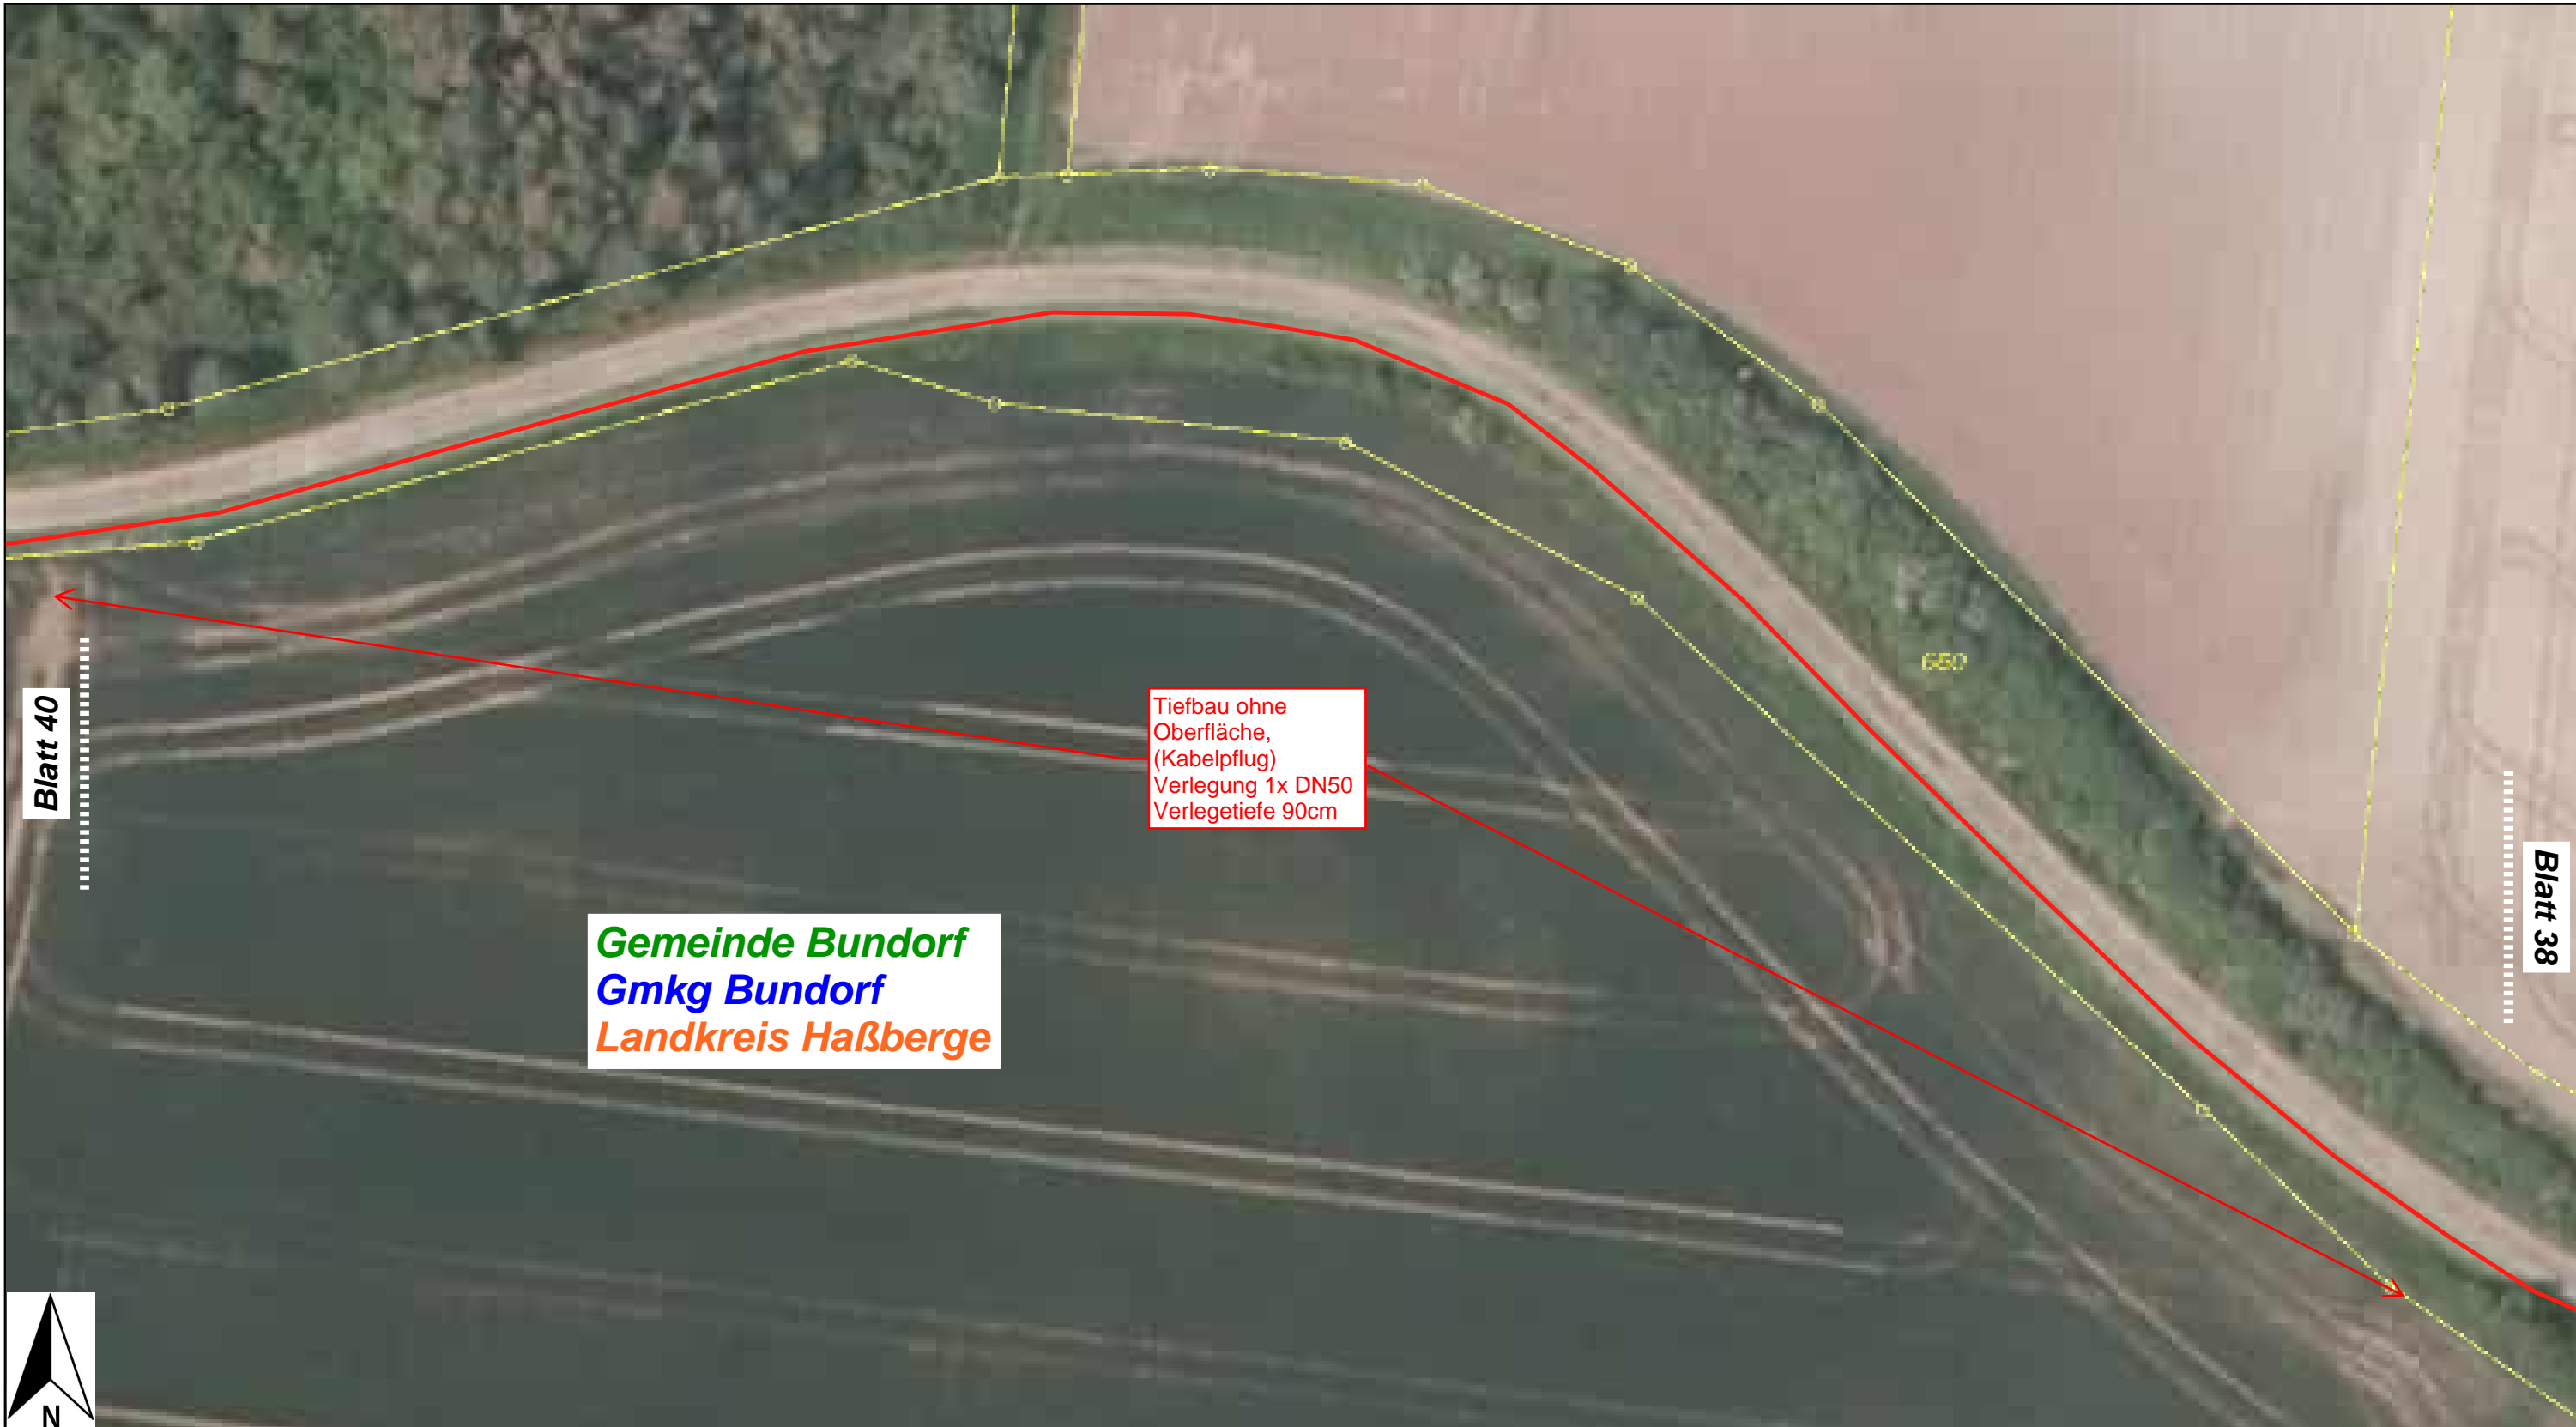 Blatt 40
Tiefbau ohne
Oberfläche,
(Kabelpflug)
Verlegung 1x DN50
Verlegetiefe 90cm
Blatt 38
Gemeinde Bundorf
Gmkg Bundorf
Landkreis Haßberge
N